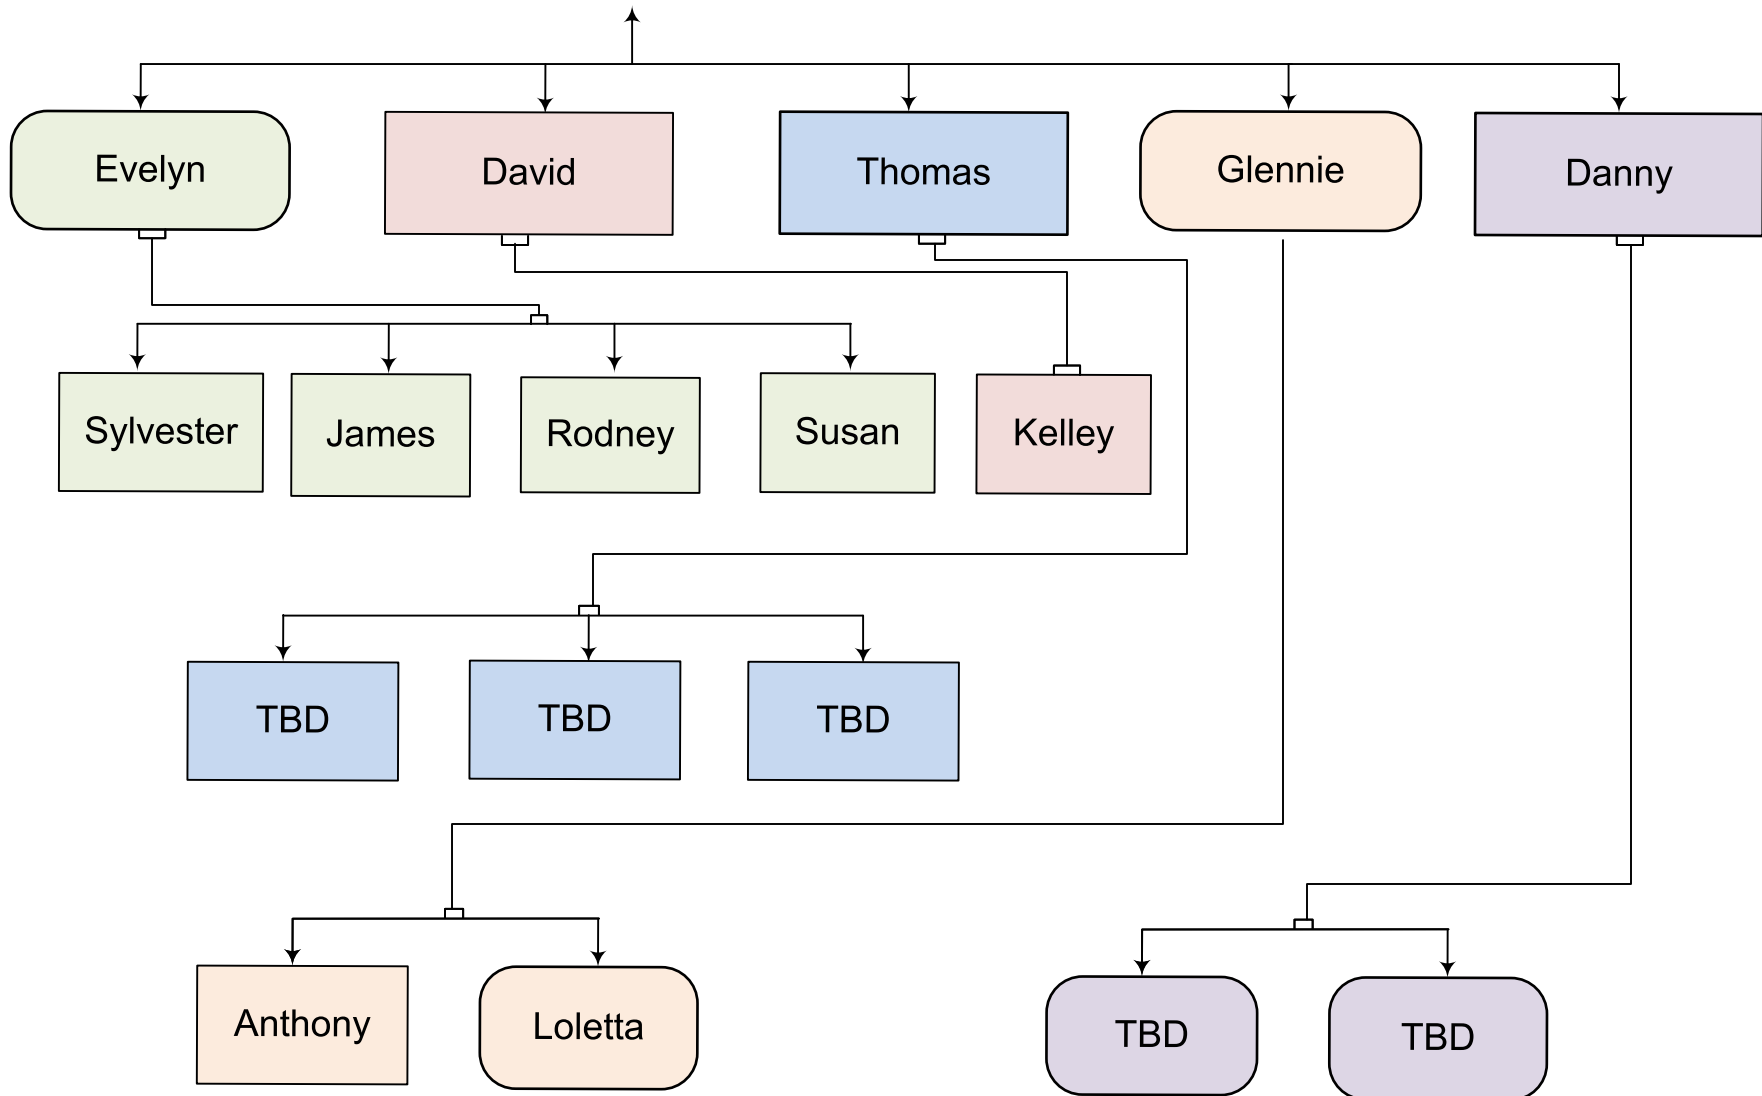 Evelyn
David
Thomas
Glennie
Danny
Sylvester
James
Rodney
Susan
Kelley
TBD
TBD
TBD
Anthony
Loletta
TBD
TBD